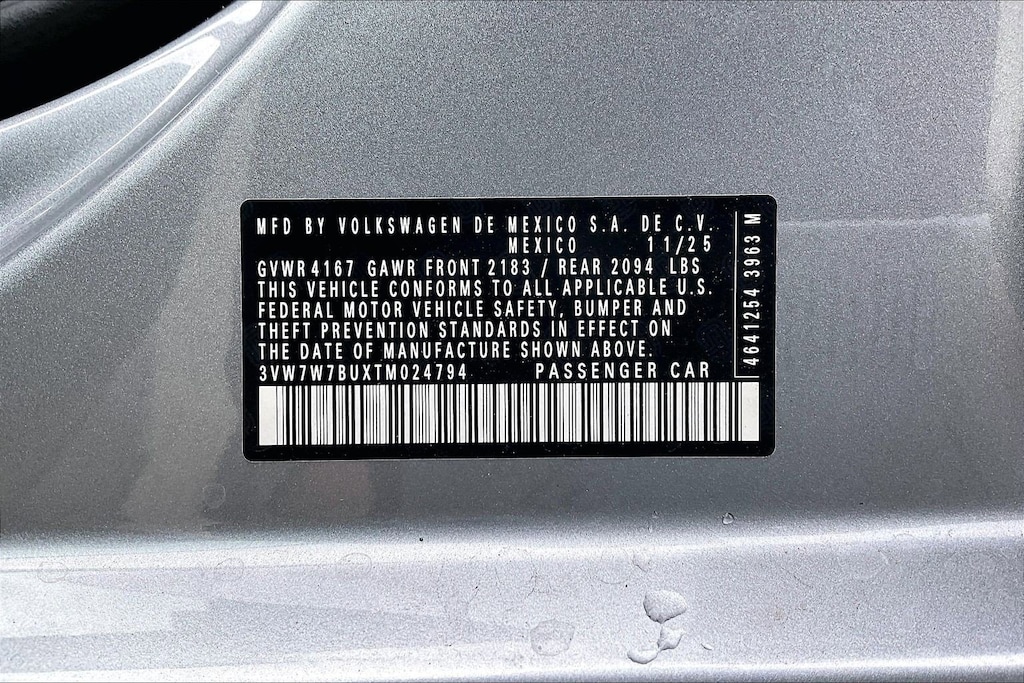 MFD BY VOLKSWAGEN DE MEXICO S.A. DE C.V.
MEXICO 11/25
GVWR 4167 GAWR FRONT 2183 / REAR 2094 LBS
THIS VEHICLE CONFORMS TO ALL APPLICABLE U.S.
FEDERAL MOTOR VEHICLE SAFETY, BUMPER AND
THEFT PREVENTION STANDARDS IN EFFECT ON
THE DATE OF MANUFACTURE SHOWN ABOVE.
3VW7W7BUXTM024794 PASSENGER CAR
4641254 3963 M